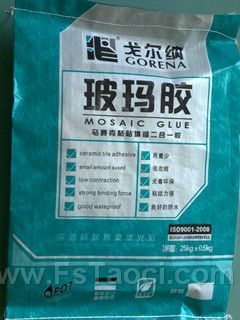 戈尔纳
GORENA
玻玛胶
MOSAIC GLUE
马赛克粘贴填缝二合一胶
ceramic tile adhesive 用量少
small amount sused 低收缩
low contraction 无毒环保
strong binding force 粘结力强
good wateproof 良好的防水
ISO9001-2008
净重: 25kg±0.5kg
www.FsTaoci.com